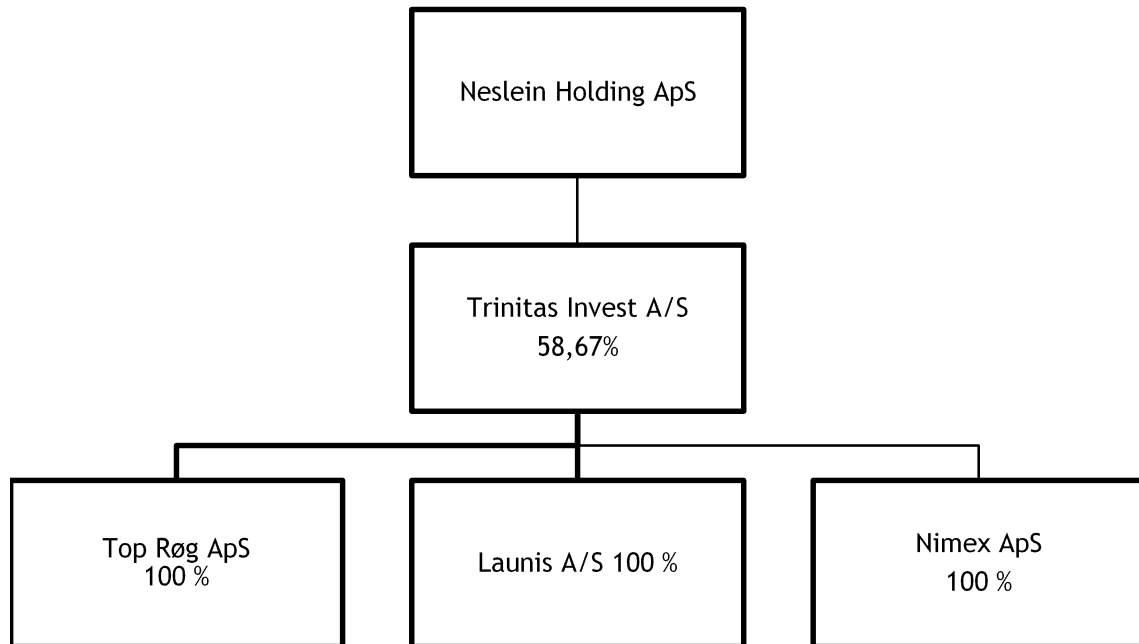 Neslein Holding ApS
Trinitas Invest A/S
58,67%
Top Røg ApS
100 %
Launis A/S 100 %
Nimex ApS
100 %